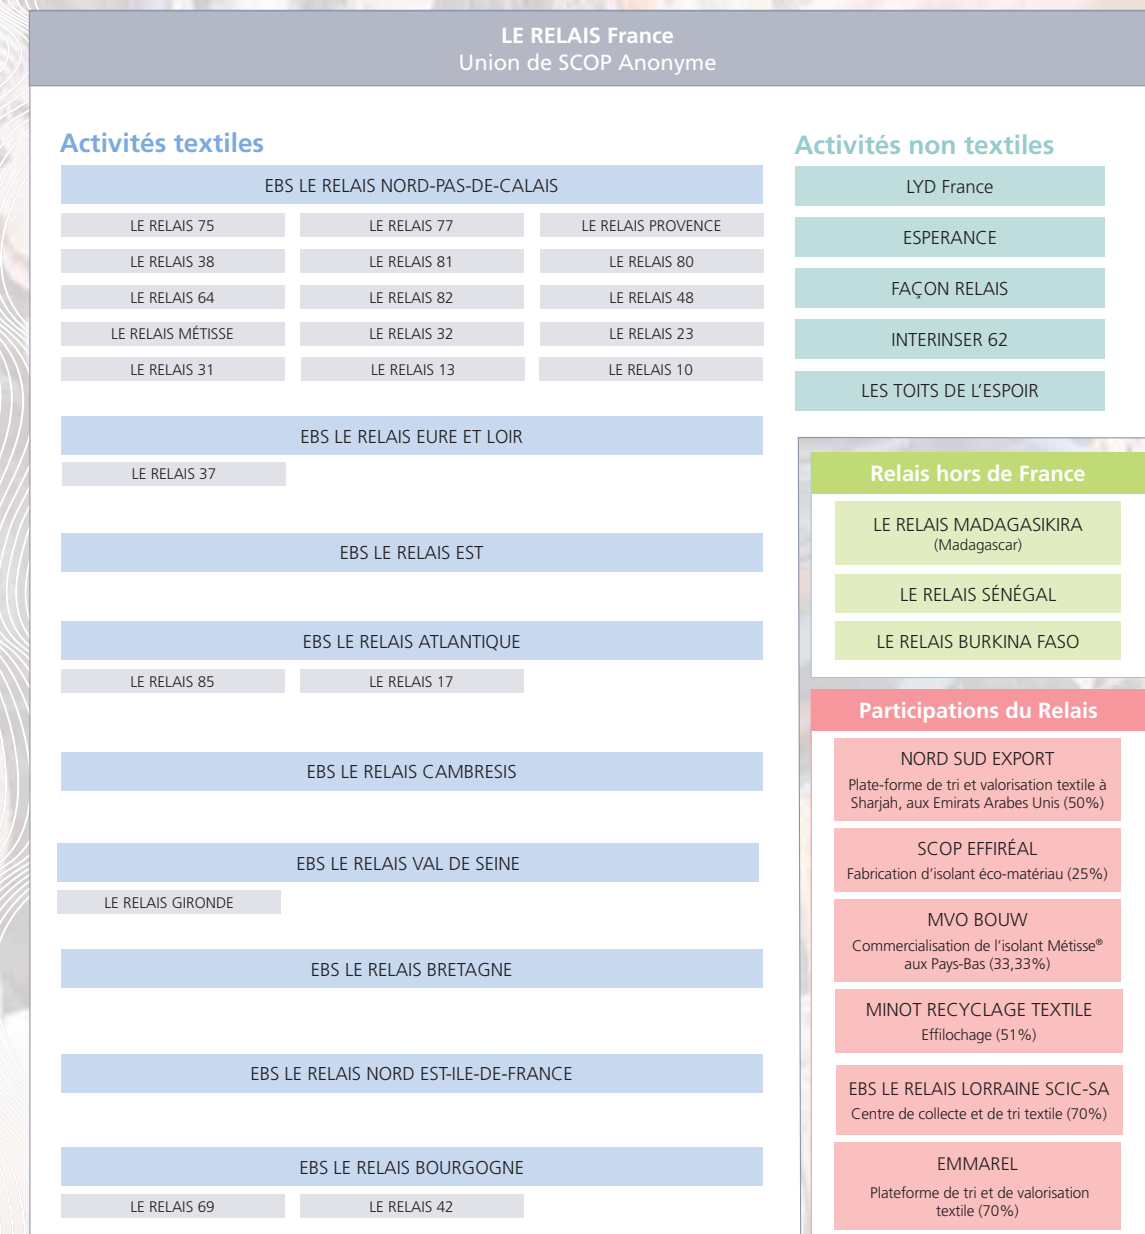 LE RELAIS France
Union de SCOP Anonyme
Activités textiles
EBS LE RELAIS NORD-PAS-DE-CALAIS
LE RELAIS 75
LE RELAIS 77
LE RELAIS PROVENCE
LE RELAIS 38
LE RELAIS 81
LE RELAIS 80
LE RELAIS 64
LE RELAIS 82
LE RELAIS 48
LE RELAIS MÉTISSE
LE RELAIS 32
LE RELAIS 23
LE RELAIS 31
LE RELAIS 13
LE RELAIS 10
EBS LE RELAIS EURE ET LOIR
LE RELAIS 37
EBS LE RELAIS EST
EBS LE RELAIS ATLANTIQUE
LE RELAIS 85
LE RELAIS 17
EBS LE RELAIS CAMBRESIS
EBS LE RELAIS VAL DE SEINE
LE RELAIS GIRONDE
EBS LE RELAIS BRETAGNE
EBS LE RELAIS NORD EST-ILE-DE-FRANCE
EBS LE RELAIS BOURGOGNE
LE RELAIS 69
LE RELAIS 42
Activités non textiles
LYD France
ESPERANCE
FAÇON RELAIS
INTERINSER 62
LES TOITS DE L'ESPOIR
Relais hors de France
LE RELAIS MADAGASIKIRA
(Madagascar)
LE RELAIS SÉNÉGAL
LE RELAIS BURKINA FASO
Participations du Relais
NORD SUD EXPORT
Plate-forme de tri et valorisation textile à
Sharjah, aux Emirats Arabes Unis (50%)
SCOP EFFIRÉAL
Fabrication d'isolant éco-matériau (25%)
MVO BOUW
Commercialisation de l'isolant Métisse®
aux Pays-Bas (33,33%)
MINOT RECYCLAGE TEXTILE
Effilochage (51%)
EBS LE RELAIS LORRAINE SCIC-SA
Centre de collecte et de tri textile (70%)
EMMAREL
Plateforme de tri et de valorisation
textile (70%)